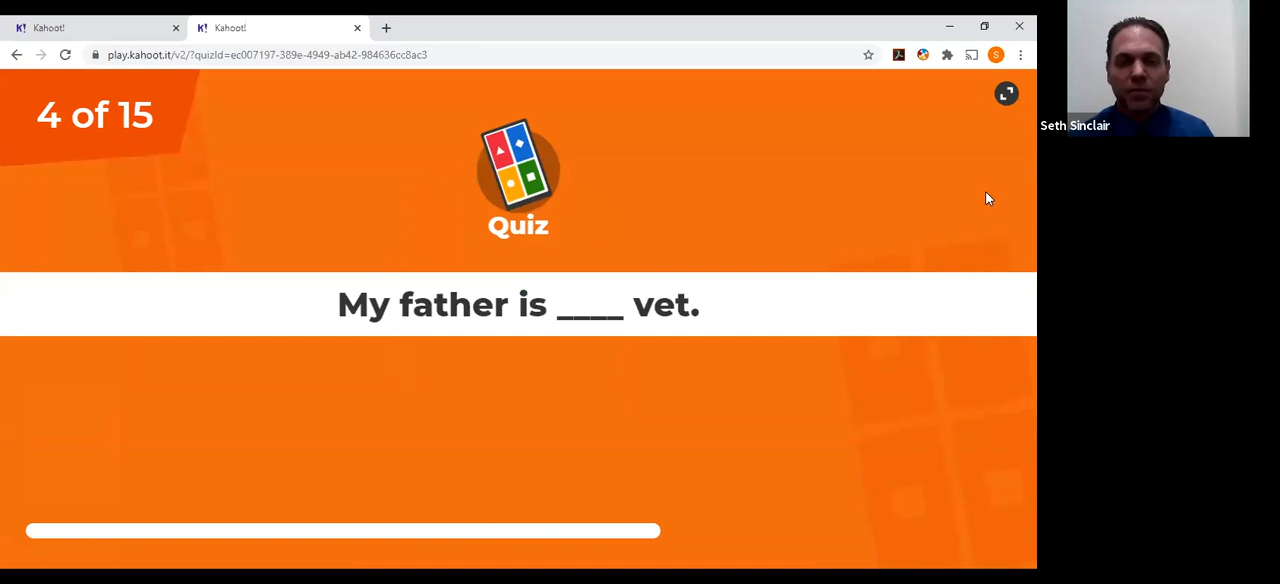 Kahoot!
Kahoot!
play.kahoot.it/v2/?quizId=ec007197-389e-4949-ab42-984636cc8ac3
S
4 of 15
Quiz
My father is ____ vet.
Seth Sinclair